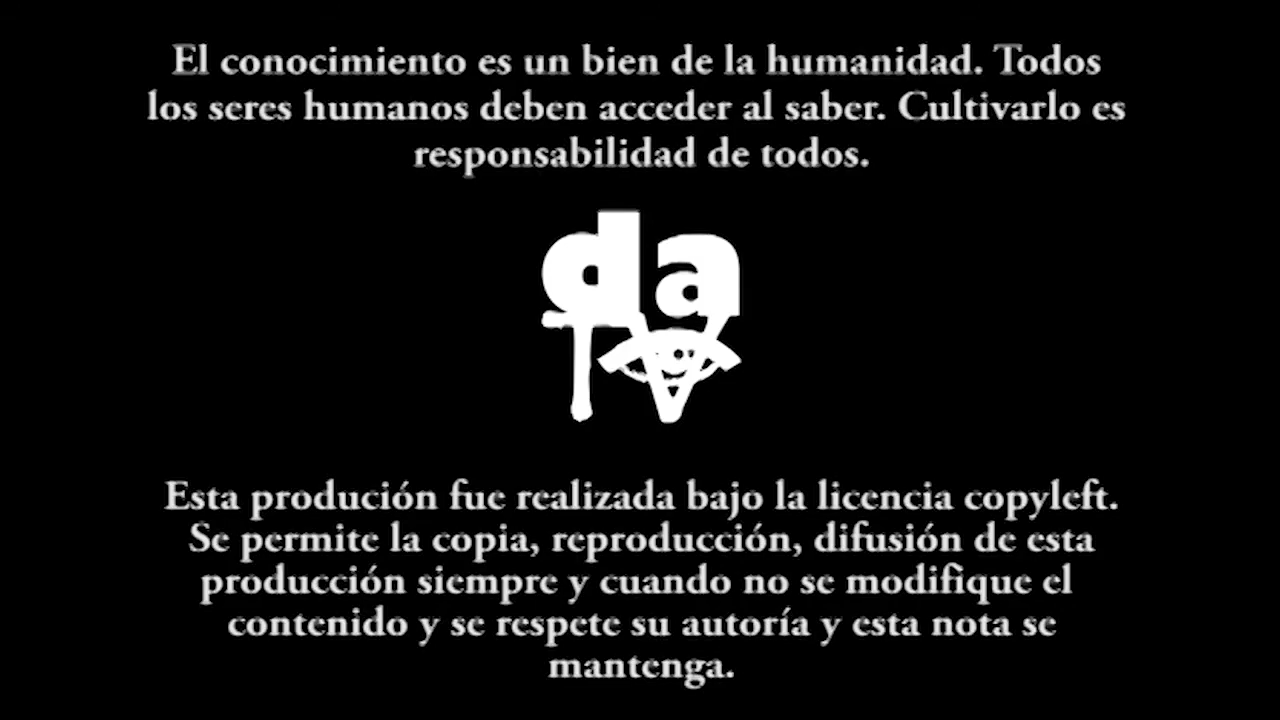 El conocimiento es un bien de la humanidad. Todos
los seres humanos deben acceder al saber. Cultivarlo es
responsabilidad de todos.
da
TV
Esta produción fue realizada bajo la licencia copyleft.
Se permite la copia, reproducción, difusión de esta
producción siempre y cuando no se modifique el
contenido y se respete su autoría y esta nota se
mantenga.